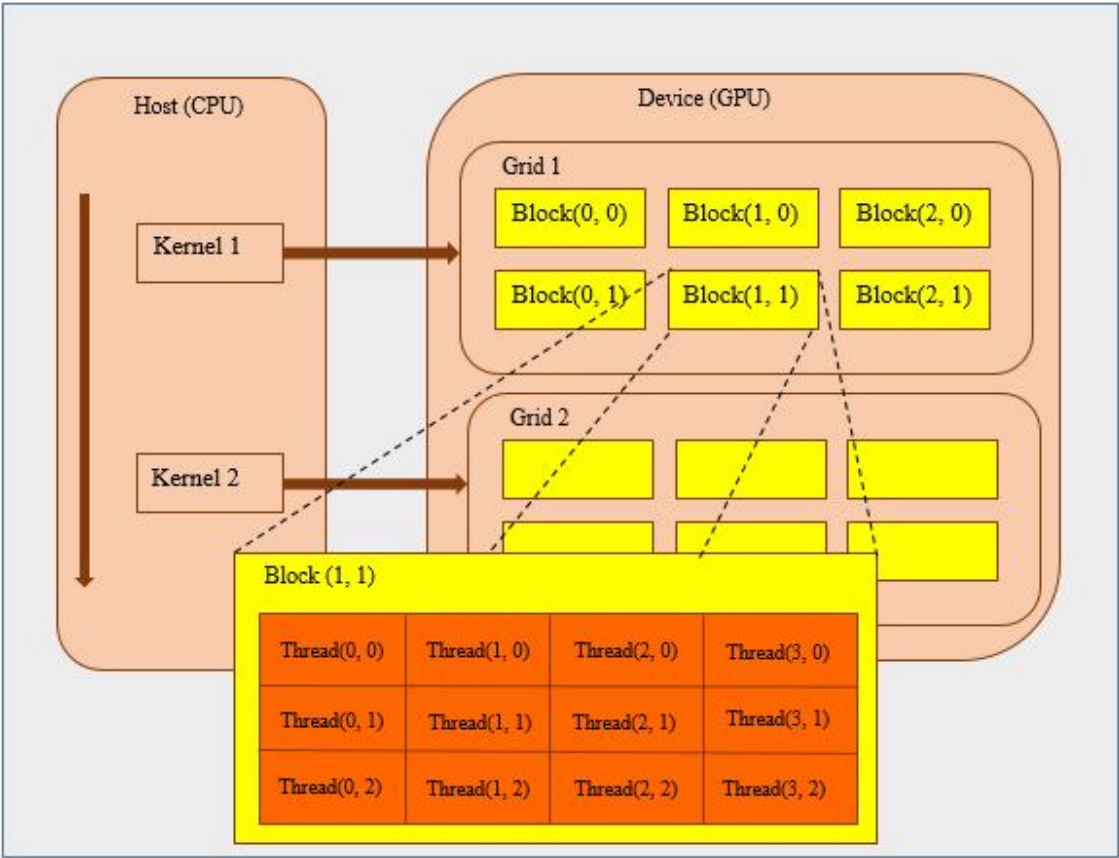 Host (CPU)
Device (GPU)
Grid 1
Block(0, 0) Block(1, 0) Block(2, 0)
Kernel 1
Block(0, 1) Block(1, 1) Block(2, 1)
Grid 2
Kernel 2
Block (1, 1)
Thread(0, 0) Thread(1, 0) Thread(2, 0) Thread(3, 0)
Thread(0, 1) Thread(1, 1) Thread(2, 1) Thread(3, 1)
Thread(0, 2) Thread(1, 2) Thread(2, 2) Thread(3, 2)